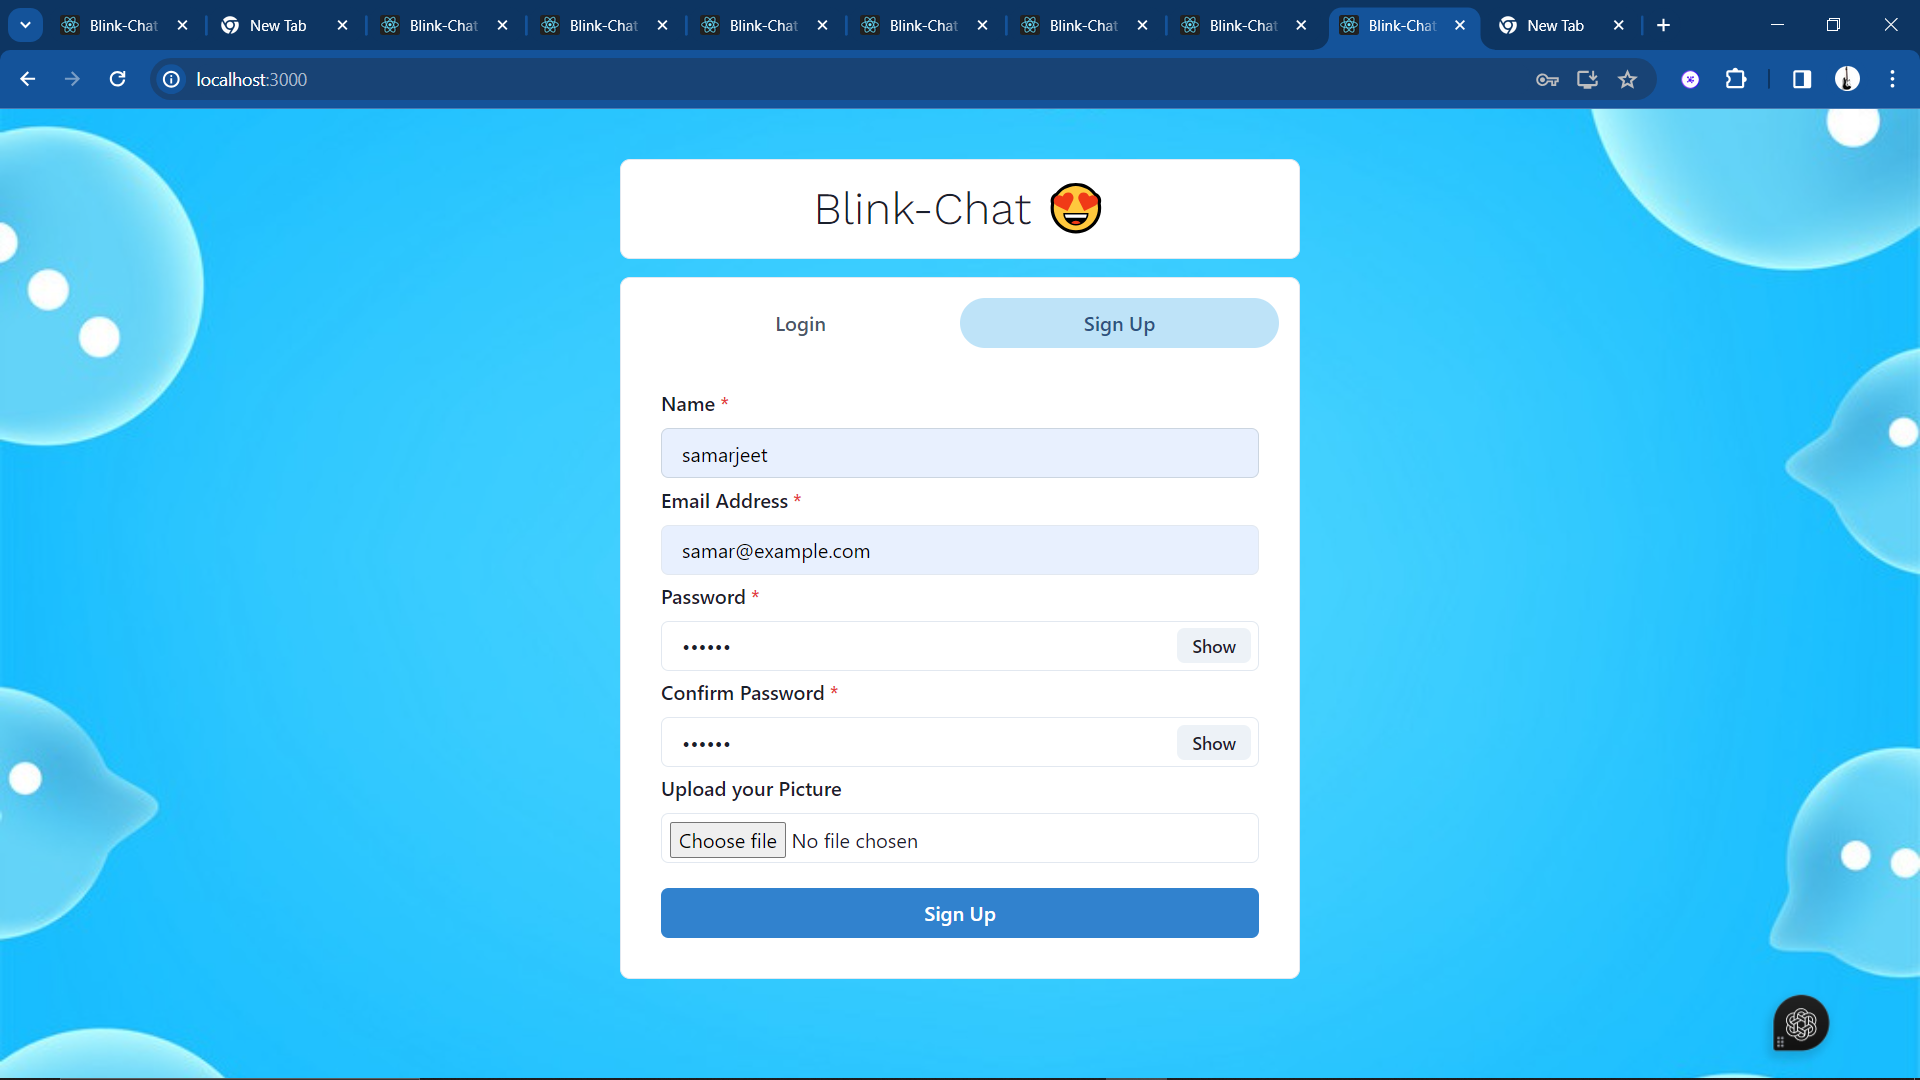 Blink-Chat New Tab Blink-Chat Blink-Chat Blink-Chat Blink-Chat Blink-Chat Blink-Chat Blink-Chat New Tab
localhost:3000
Blink-Chat 😍
Login Sign Up
Name *
samarjeet
Email Address *
samar@example.com
Password *
•••••• Show
Confirm Password *
•••••• Show
Upload your Picture
Choose file No file chosen
Sign Up